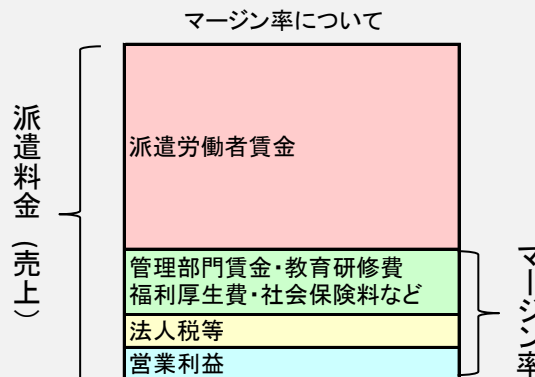 マージン率について
派遣料金（売上）
派遣労働者賃金
管理部門賃金・教育研修費
福利厚生費・社会保険料など
法人税等
営業利益
マージン率